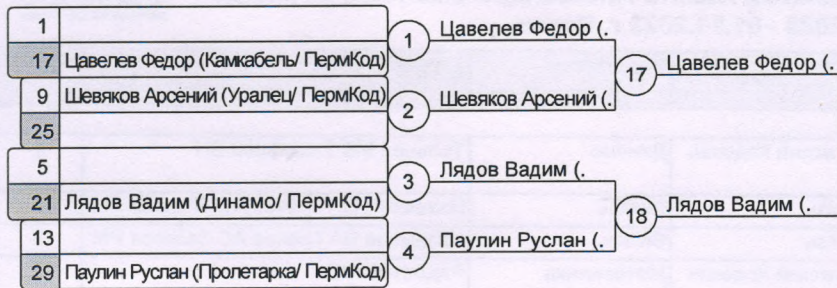 1
17 Цавелев Федор (Камкабель/ ПермКод)
9 Шевяков Арсений (Уралец/ ПермКод)
25
5
21 Лядов Вадим (Динамо/ ПермКод)
13
29 Паулин Руслан (Пролетарка/ ПермКод)
1 Цавелев Федор (.
2 Шевяков Арсений (.
3 Лядов Вадим (.
4 Паулин Руслан (.
17 Цавелев Федор (.
18 Лядов Вадим (.